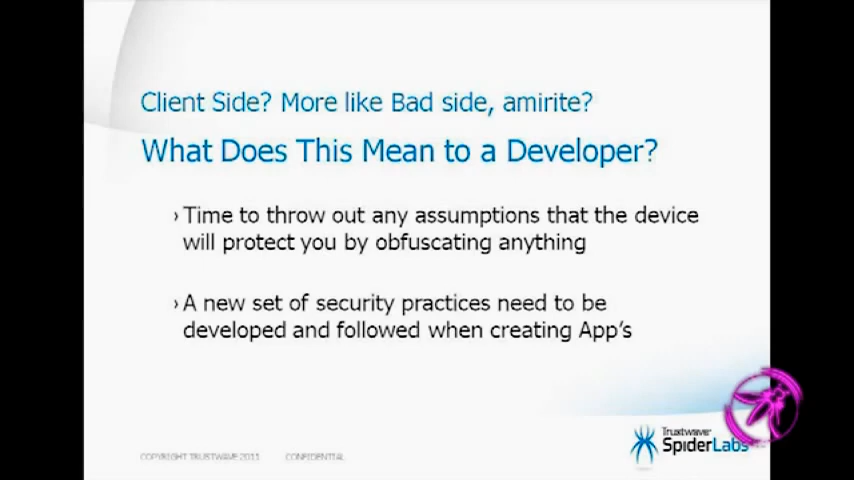 Client Side? More like Bad side, amirite?
What Does This Mean to a Developer?
› Time to throw out any assumptions that the device
will protect you by obfuscating anything
› A new set of security practices need to be
developed and followed when creating App's
COPYRIGHT TRUSTWAVE 2011
CONFIDENTIAL
Trustwave®
SpiderLabs